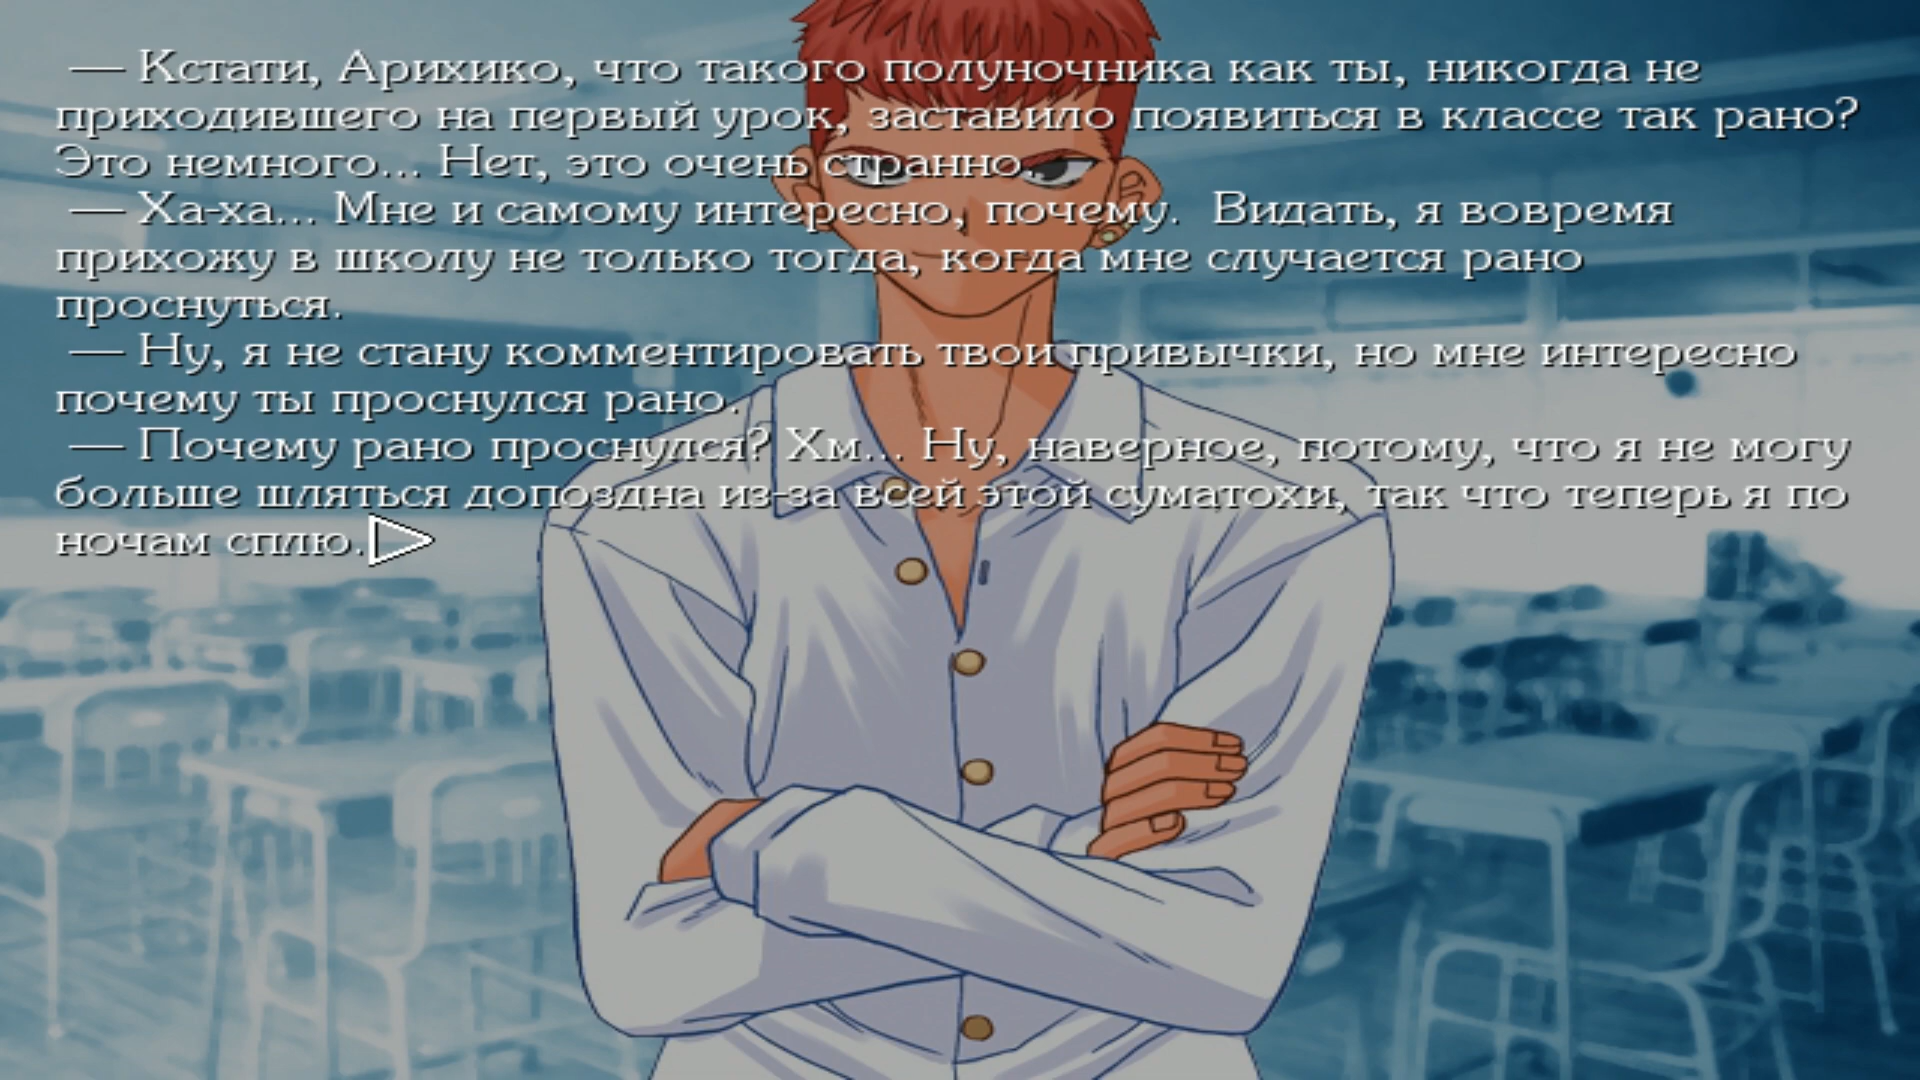 — Кстати, Арихико, что такого полуночника как ты, никогда не
приходившего на первый урок, заставило появиться в классе так рано?
Это немного... Нет, это очень странно.
— Ха-ха... Мне и самому интересно, почему.  Видать, я вовремя
прихожу в школу не только тогда, когда мне случается рано
проснуться.
— Ну, я не стану комментировать твои привычки, но мне интересно
почему ты проснулся рано.
— Почему рано проснулся? Хм... Ну, наверное, потому, что я не могу
больше шляться допоздна из-за всей этой суматохи, так что теперь я по
ночам сплю.